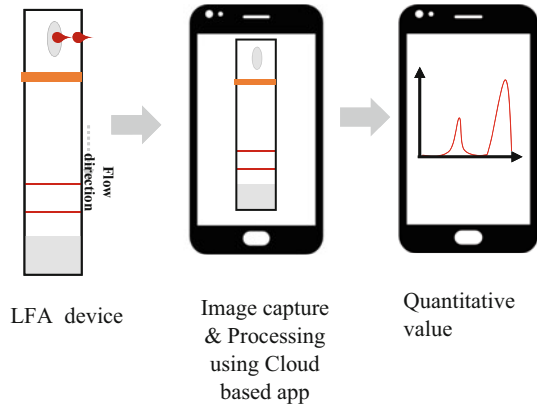 Flow
direction
LFA device
Image capture
& Processing
using Cloud
based app
Quantitative
value